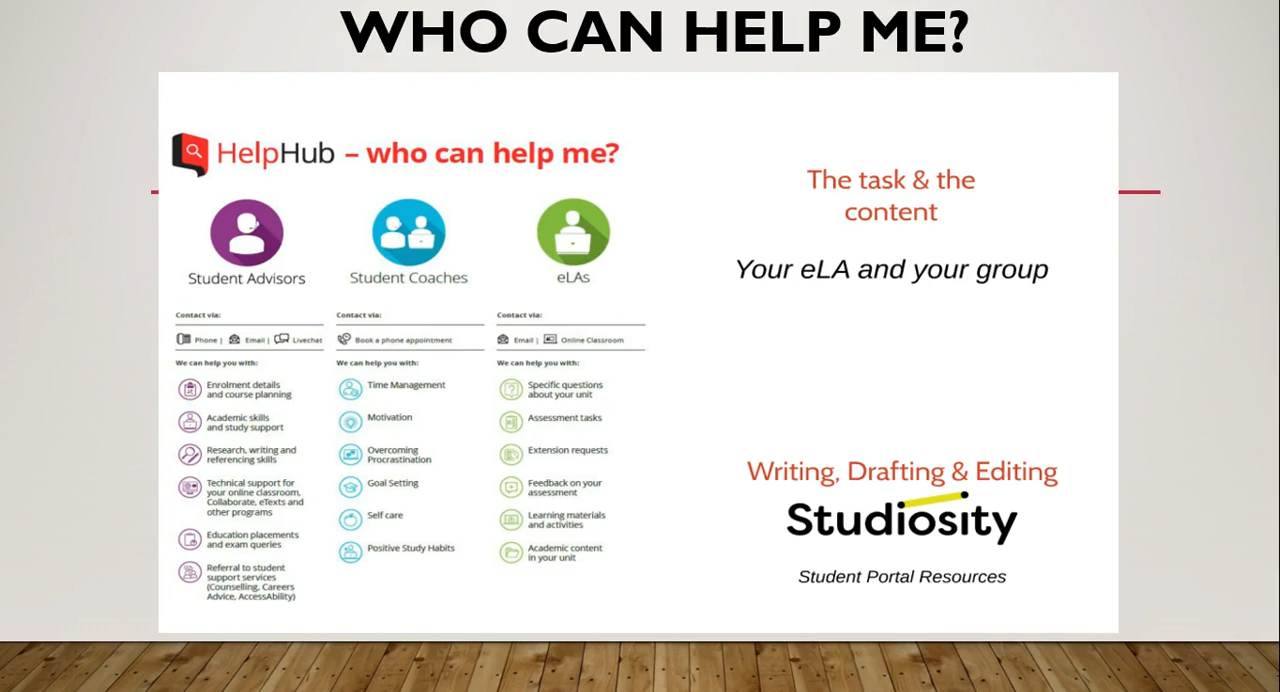 WHO CAN HELP ME?
HelpHub – who can help me?
Student Advisors
Contact via:
Phone | Email | Livechat
We can help you with:
Enrolment details
and course planning
Academic skills
and study support
Research, writing and
referencing skills
Technical support for
your online classroom,
Collaborate, eTexts and
other programs
Education placements
and exam queries
Referral to student
support services
(Counselling, Careers
Advice, AccessAbility)
Student Coaches
Contact via:
Book a phone appointment
We can help you with:
Time Management
Motivation
Overcoming
Procrastination
Goal Setting
Self care
Positive Study Habits
eLAs
Contact via:
Email | Online Classroom
We can help you with:
Specific questions
about your unit
Assessment tasks
Extension requests
Feedback on your
assessment
Learning materials
and activities
Academic content
in your unit
The task & the
content
Your eLA and your group
Writing, Drafting & Editing
Studiosity
Student Portal Resources